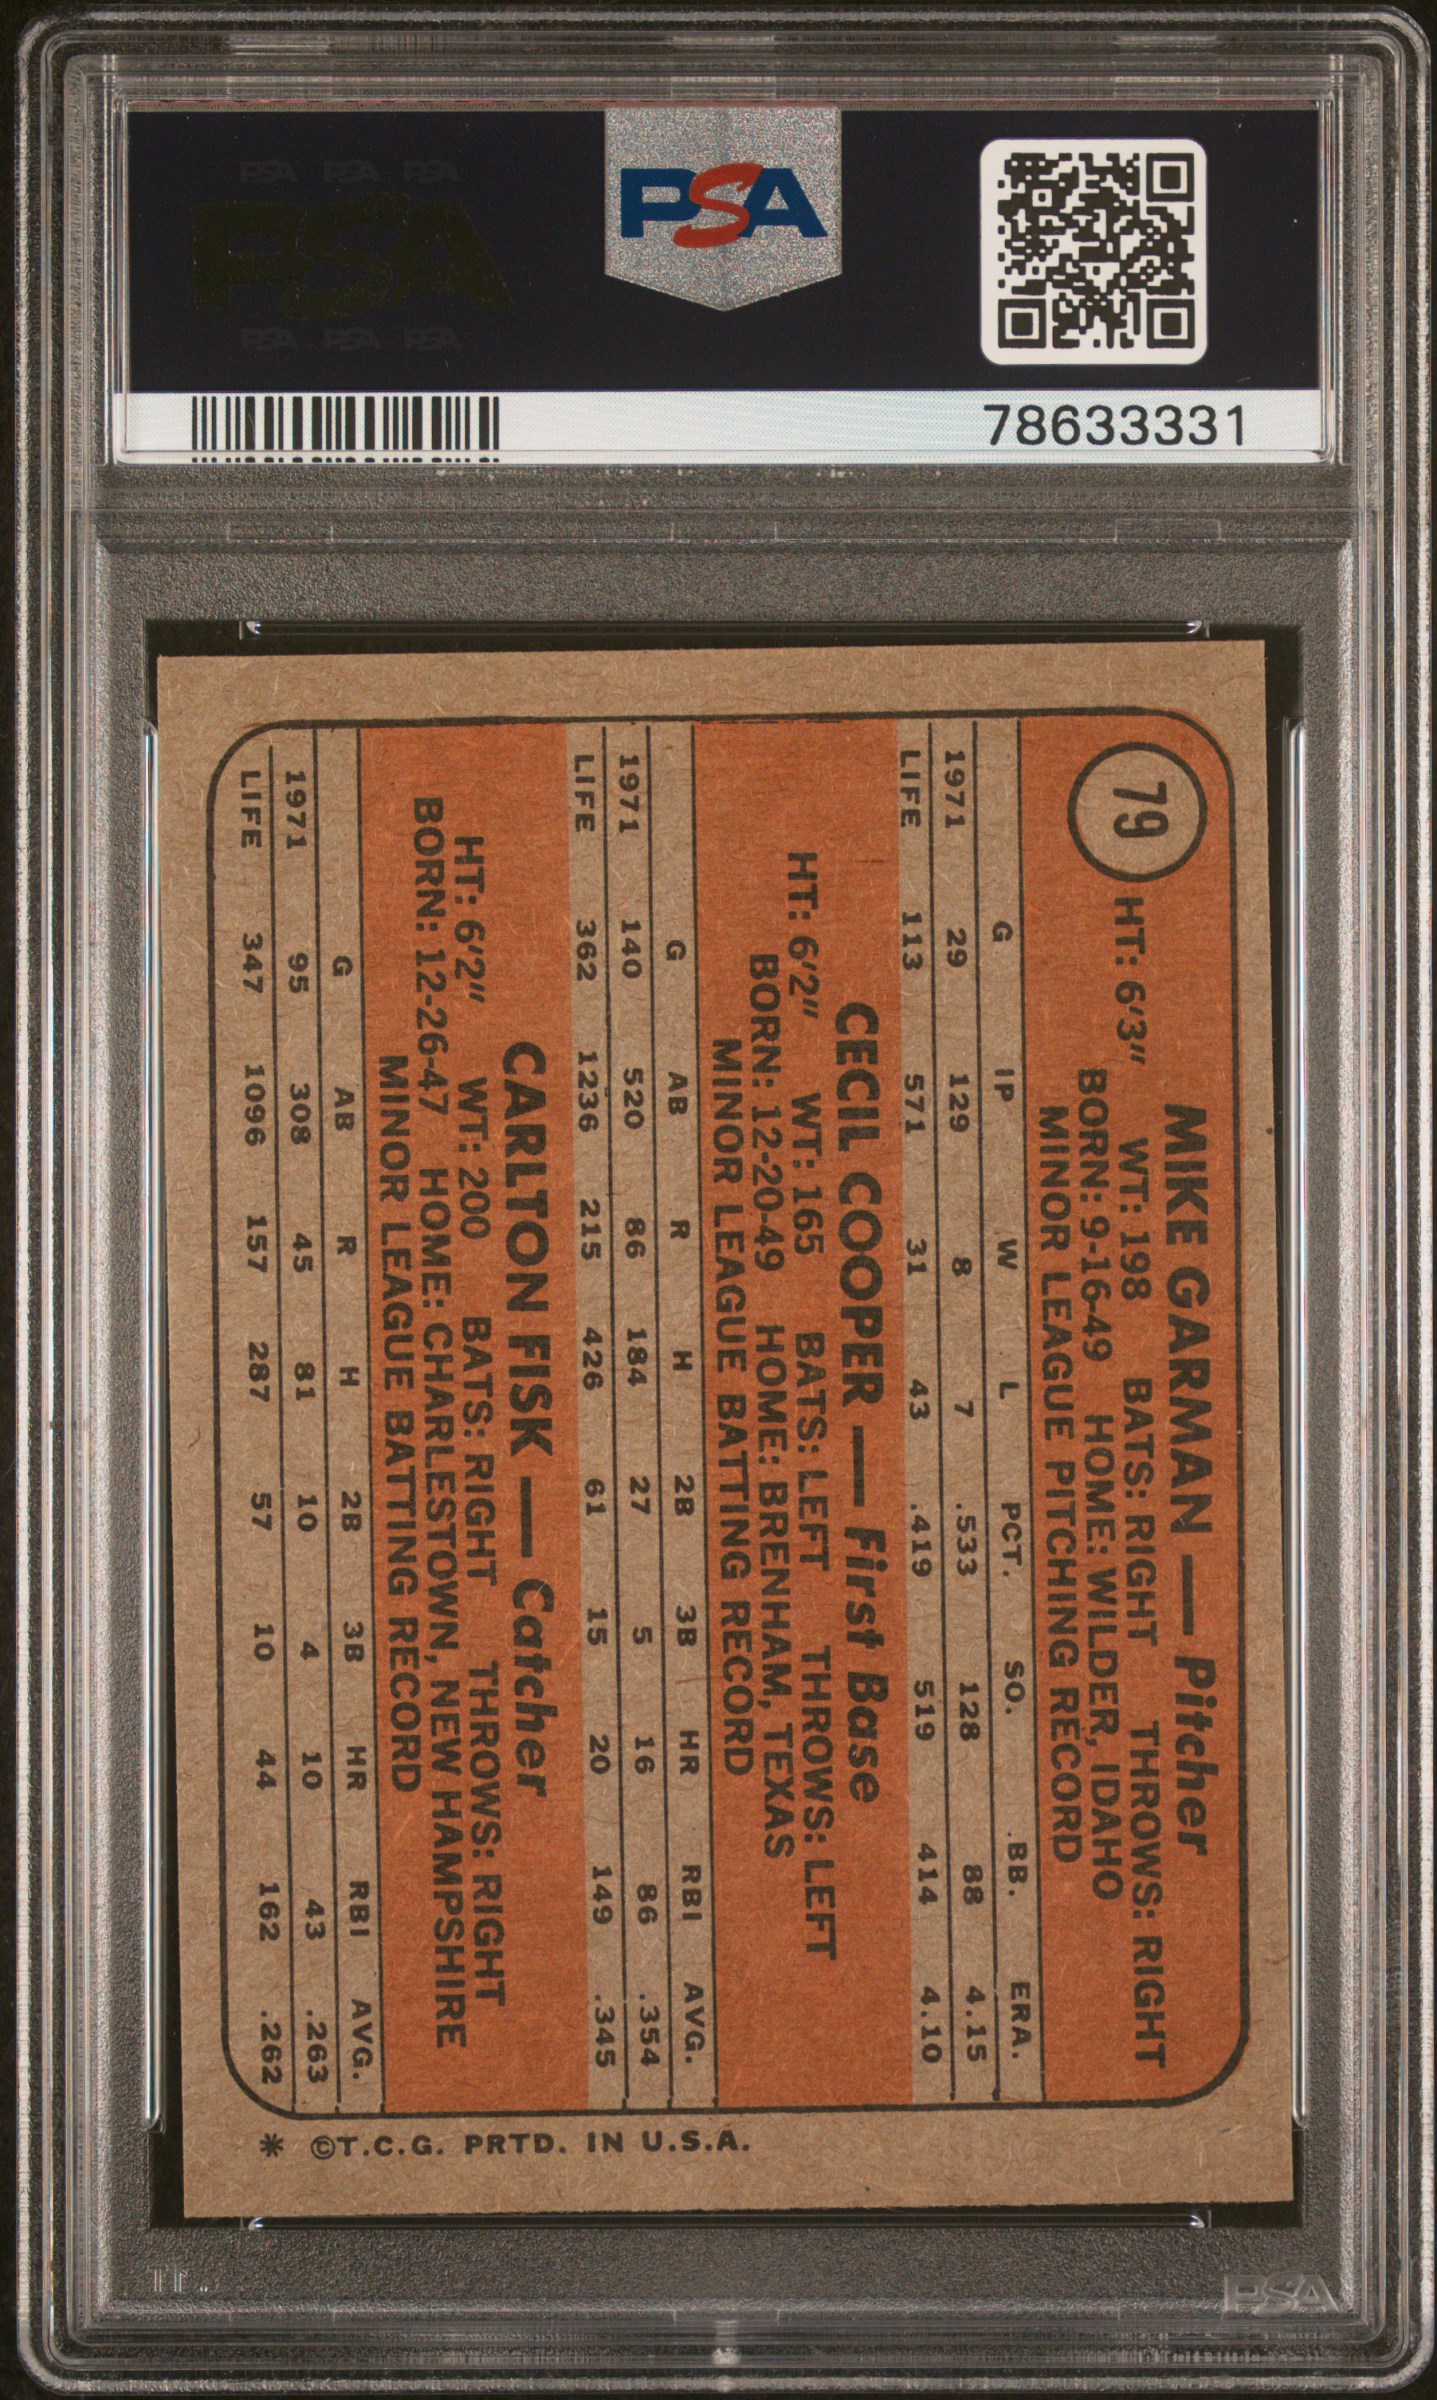 PSA PSA PSA
PSA
PSA PSA PSA
PSA
78633331
79
MIKE GARMAN — Pitcher
HT: 6'3" WT: 198 BATS: RIGHT THROWS: RIGHT
BORN: 9-16-49 HOME: WILDER, IDAHO
MINOR LEAGUE PITCHING RECORD
G IP W L PCT. SO. BB. ERA.
1971 29 129 8 7 .533 128 88 4.15
LIFE 113 571 31 43 .419 519 414 4.10
CECIL COOPER — First Base
HT: 6'2" WT: 165 BATS: LEFT THROWS: LEFT
BORN: 12-20-49 HOME: BRENHAM, TEXAS
MINOR LEAGUE BATTING RECORD
G AB R H 2B 3B HR RBI AVG.
1971 140 520 86 184 27 5 16 86 .354
LIFE 362 1236 215 426 61 15 20 149 .345
CARLTON FISK — Catcher
HT: 6'2" WT: 200 BATS: RIGHT THROWS: RIGHT
BORN: 12-26-47 HOME: CHARLESTOWN, NEW HAMPSHIRE
MINOR LEAGUE BATTING RECORD
G AB R H 2B 3B HR RBI AVG.
1971 95 308 45 81 10 4 10 43 .263
LIFE 347 1096 157 287 57 10 44 162 .262
* ©T.C.G. PRTD. IN U.S.A.
PSA